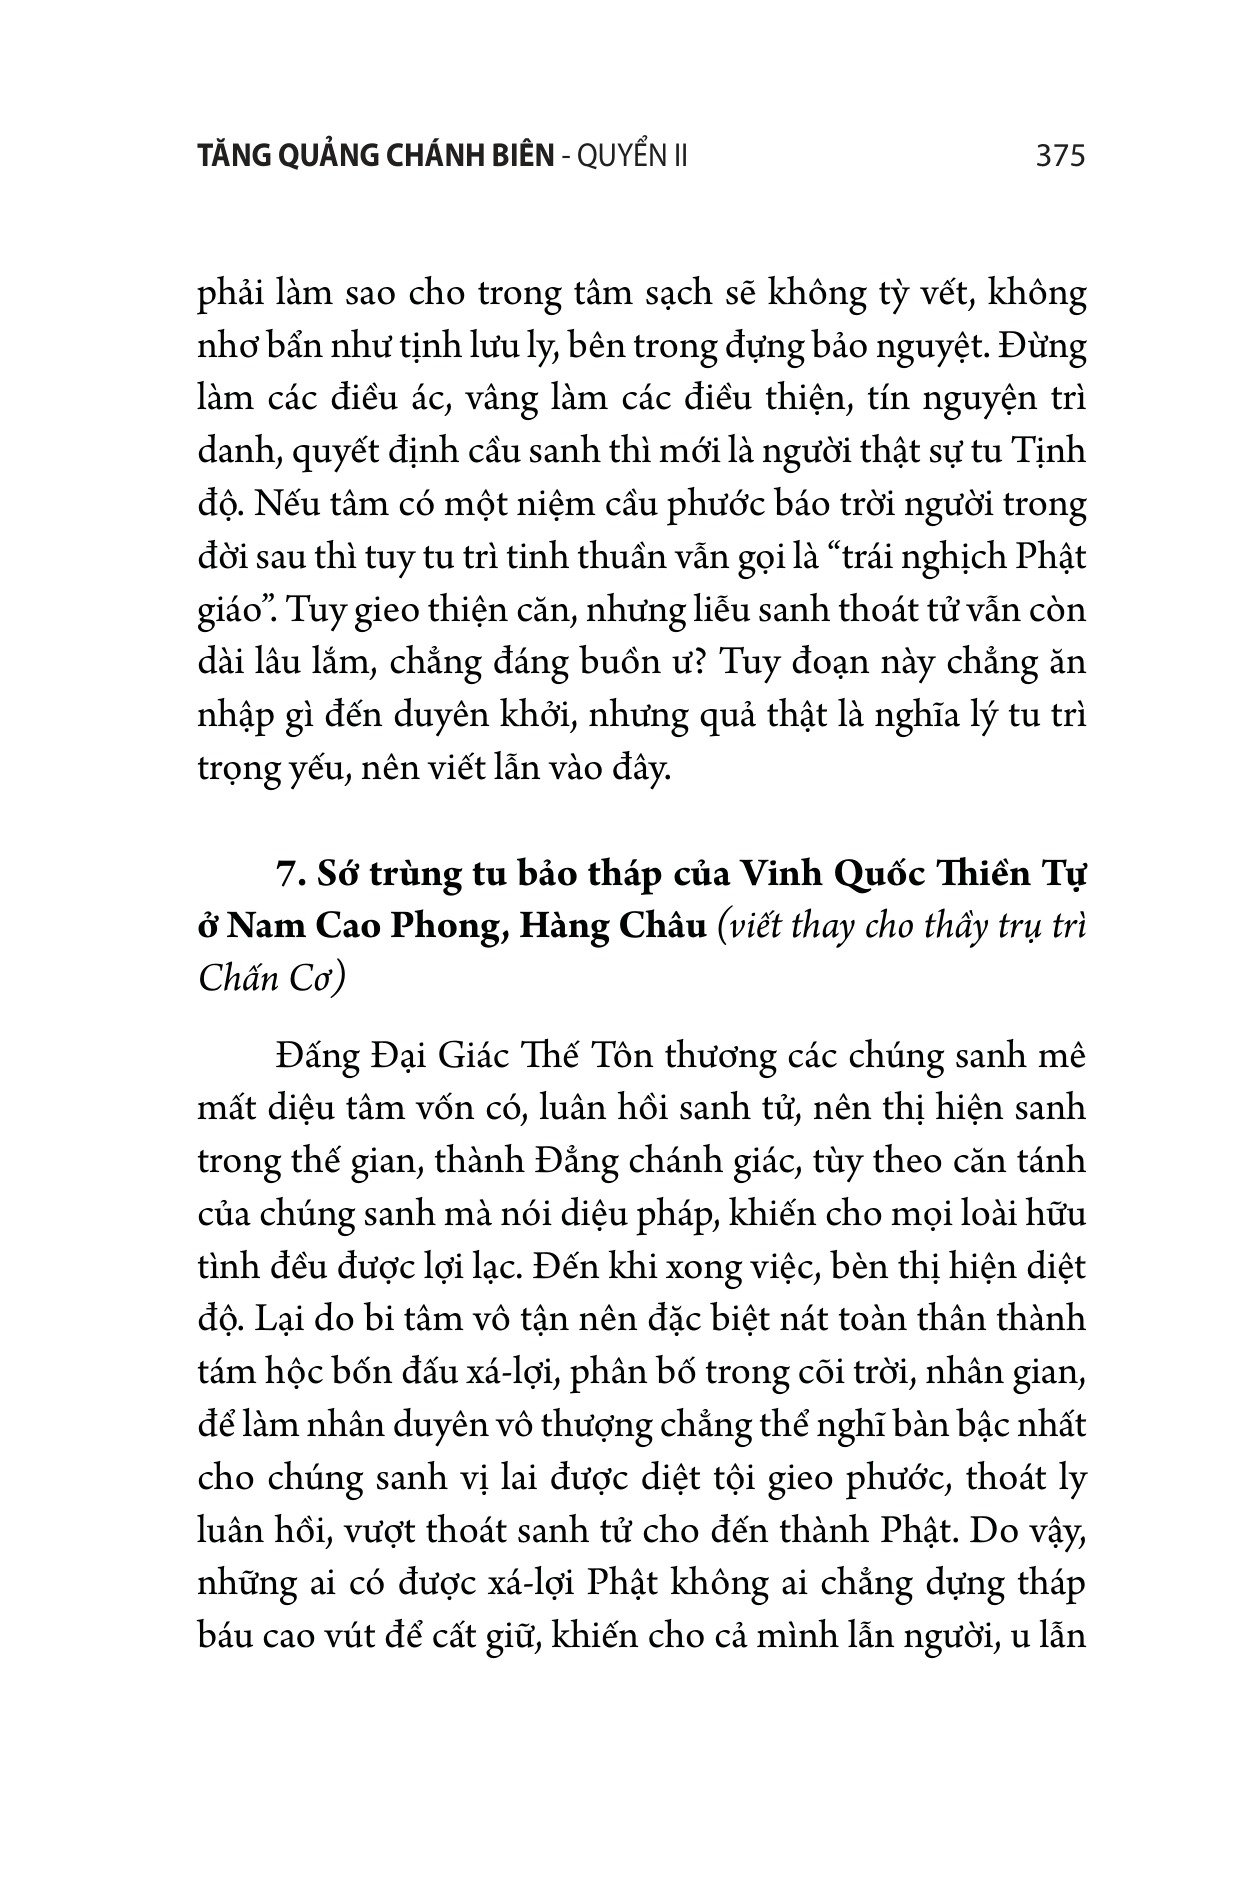 TĂNG QUẢNG CHÁNH BIÊN - QUYỂN II 375
phải làm sao cho trong tâm sạch sẽ không tỳ vết, không
nhơ bẩn như tịnh lưu ly, bên trong đựng bảo nguyệt. Đừng
làm các điều ác, vâng làm các điều thiện, tín nguyện trì
danh, quyết định cầu sanh thì mới là người thật sự tu Tịnh
độ. Nếu tâm có một niệm cầu phước báo trời người trong
đời sau thì tuy tu trì tinh thuần vẫn gọi là “trái nghịch Phật
giáo”. Tuy gieo thiện căn, nhưng liễu sanh thoát tử vẫn còn
dài lâu lắm, chẳng đáng buồn ư? Tuy đoạn này chẳng ăn
nhập gì đến duyên khởi, nhưng quả thật là nghĩa lý tu trì
trọng yếu, nên viết lẫn vào đây.
7. Sớ trùng tu bảo tháp của Vinh Quốc Thiền Tự
ở Nam Cao Phong, Hàng Châu (viết thay cho thầy trụ trì
Chấn Cơ)
Đấng Đại Giác Thế Tôn thương các chúng sanh mê
mất diệu tâm vốn có, luân hồi sanh tử, nên thị hiện sanh
trong thế gian, thành Đẳng chánh giác, tùy theo căn tánh
của chúng sanh mà nói diệu pháp, khiến cho mọi loài hữu
tình đều được lợi lạc. Đến khi xong việc, bèn thị hiện diệt
độ. Lại do bi tâm vô tận nên đặc biệt nát toàn thân thành
tám hộc bốn đấu xá-lợi, phân bố trong cõi trời, nhân gian,
để làm nhân duyên vô thượng chẳng thể nghĩ bàn bậc nhất
cho chúng sanh vị lai được diệt tội gieo phước, thoát ly
luân hồi, vượt thoát sanh tử cho đến thành Phật. Do vậy,
những ai có được xá-lợi Phật không ai chẳng dựng tháp
báu cao vút để cất giữ, khiến cho cả mình lẫn người, u lẫn